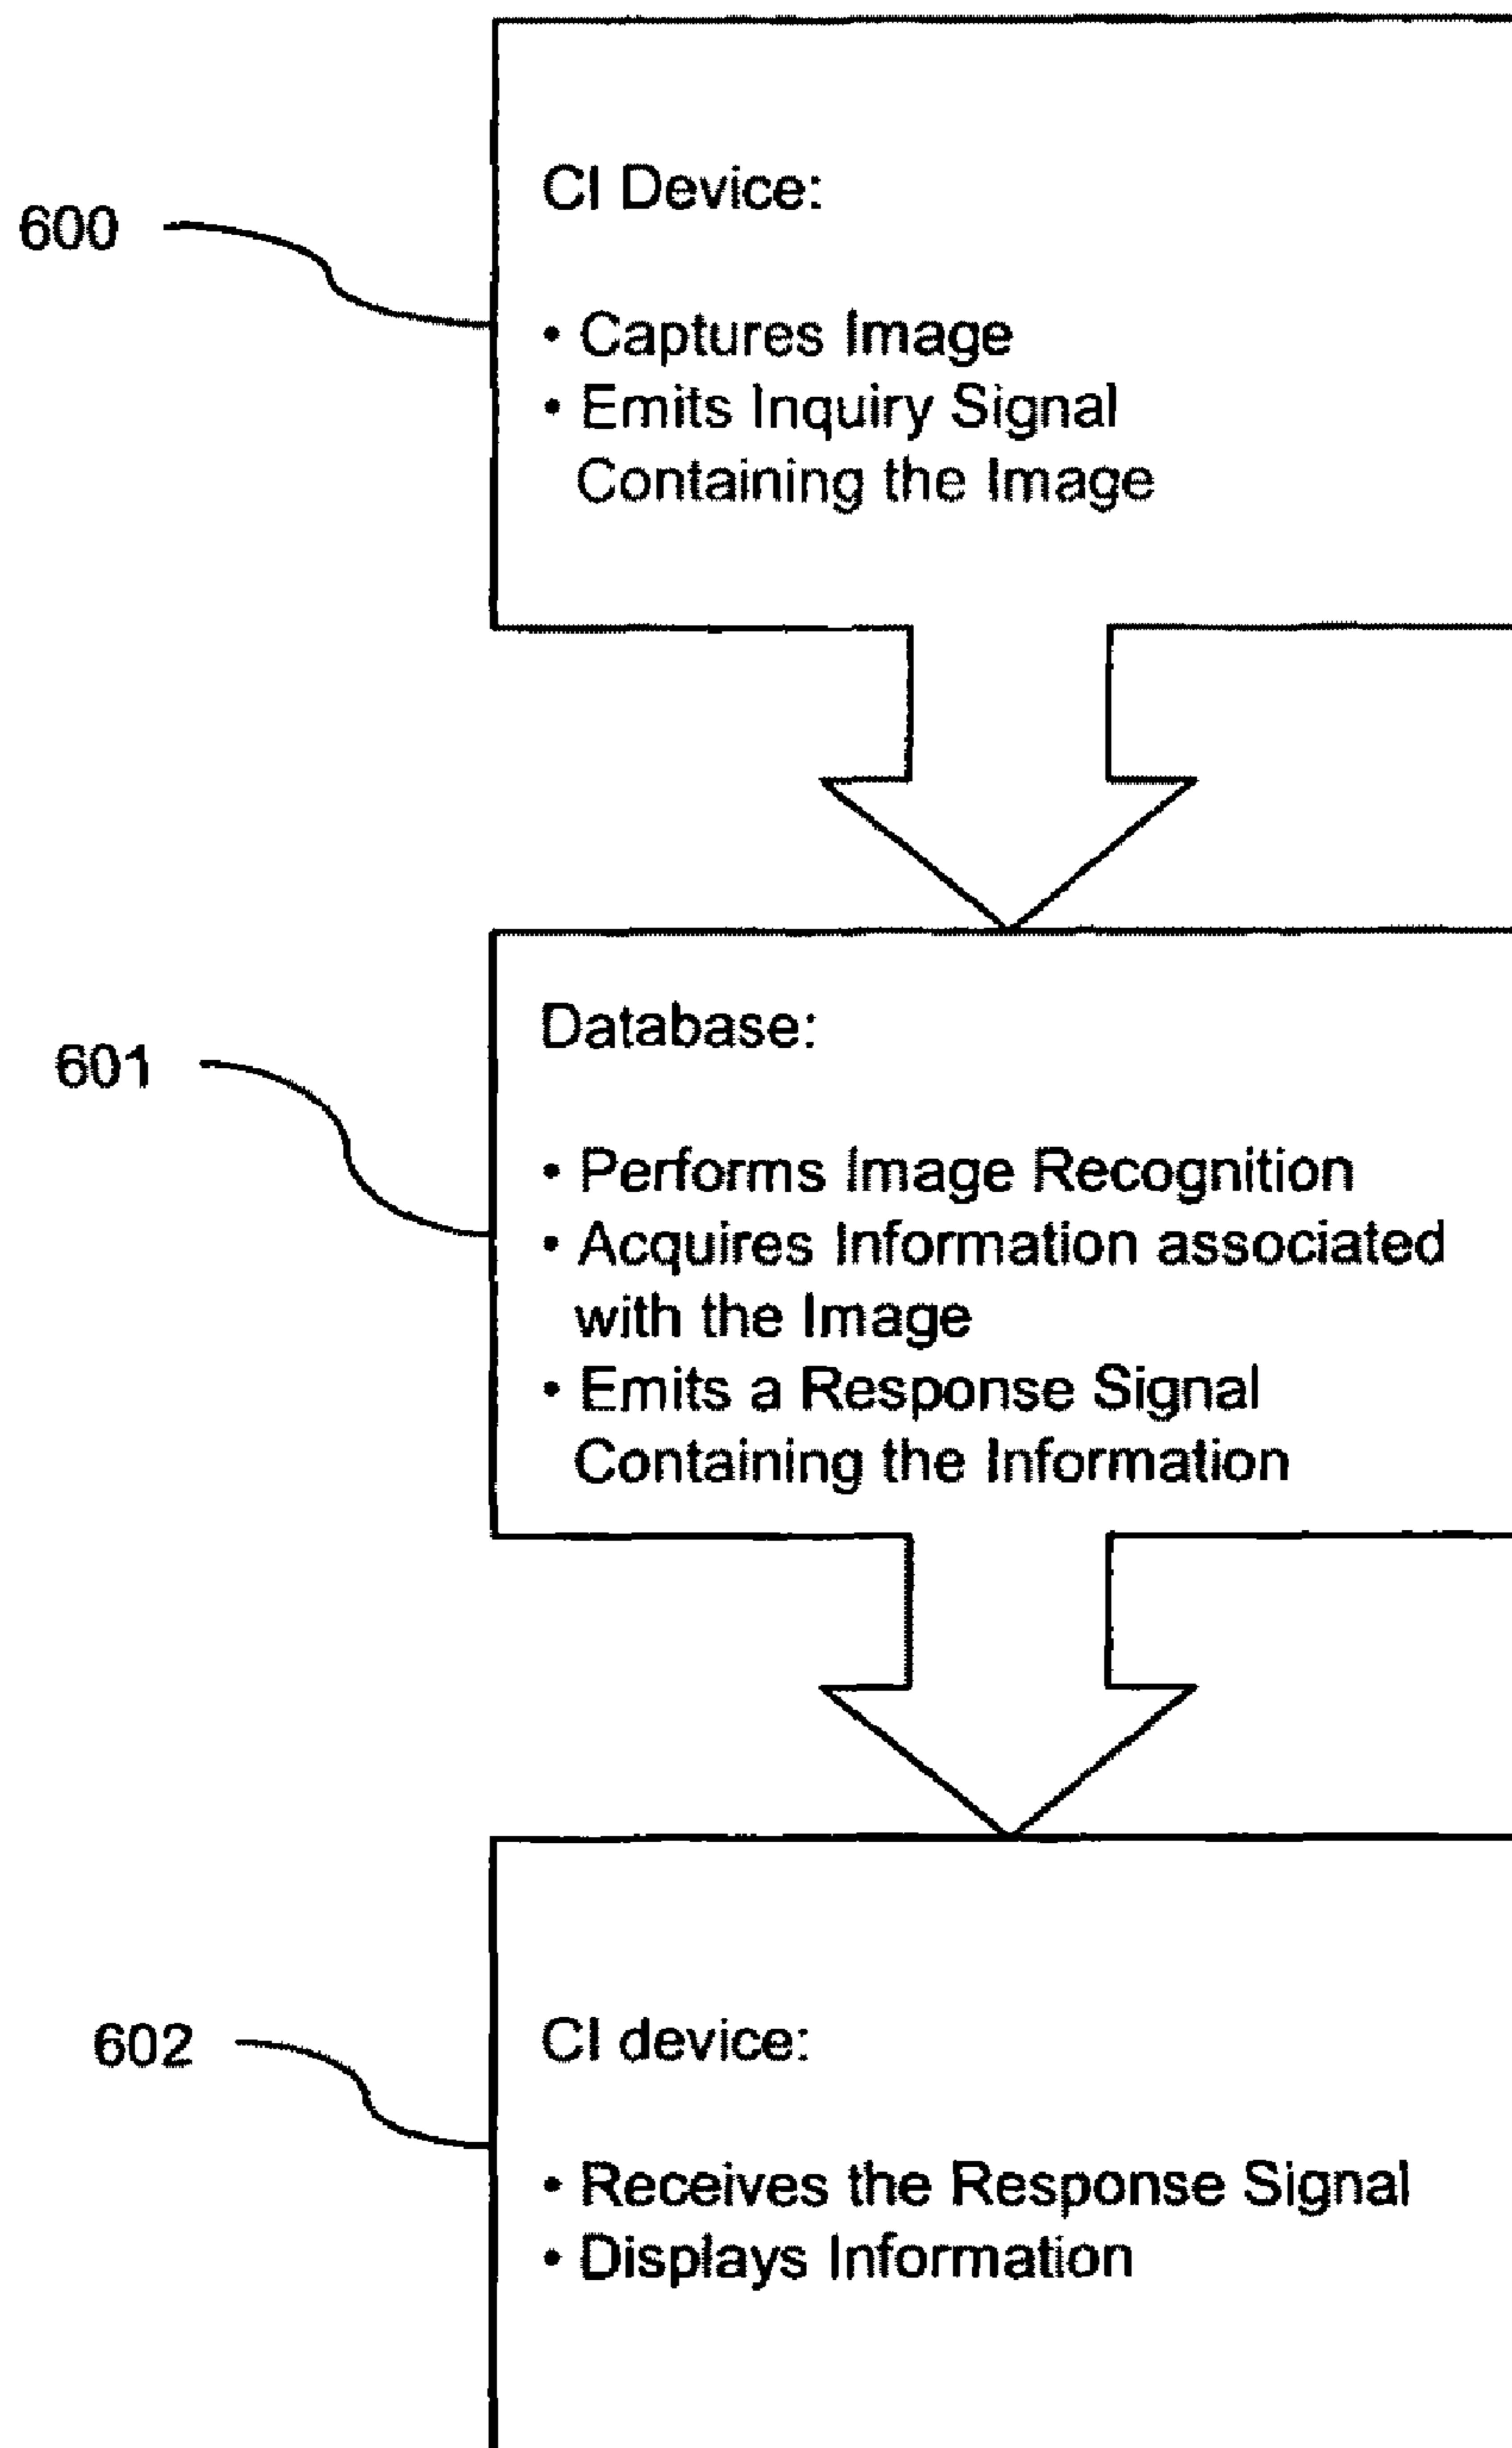 CI Device:
600
• Captures Image
• Emits Inquiry Signal
Containing the Image
Database:
601
• Performs Image Recognition
• Acquires Information associated
with the Image
• Emits a Response Signal
Containing the Information
CI device:
602
• Receives the Response Signal
• Displays Information